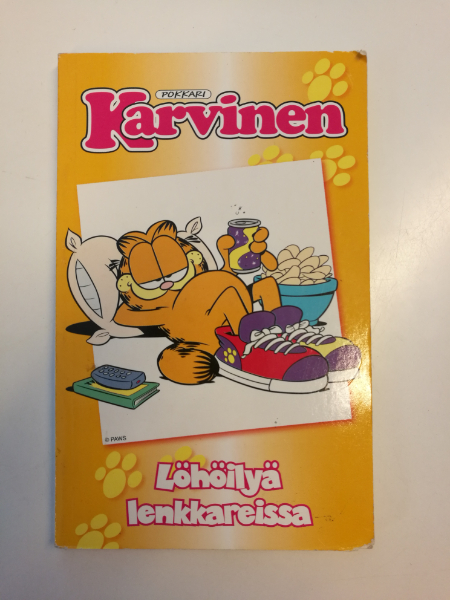 POKKARI
Karvinen
© PAWS
Löhöilyä
lenkkareissa